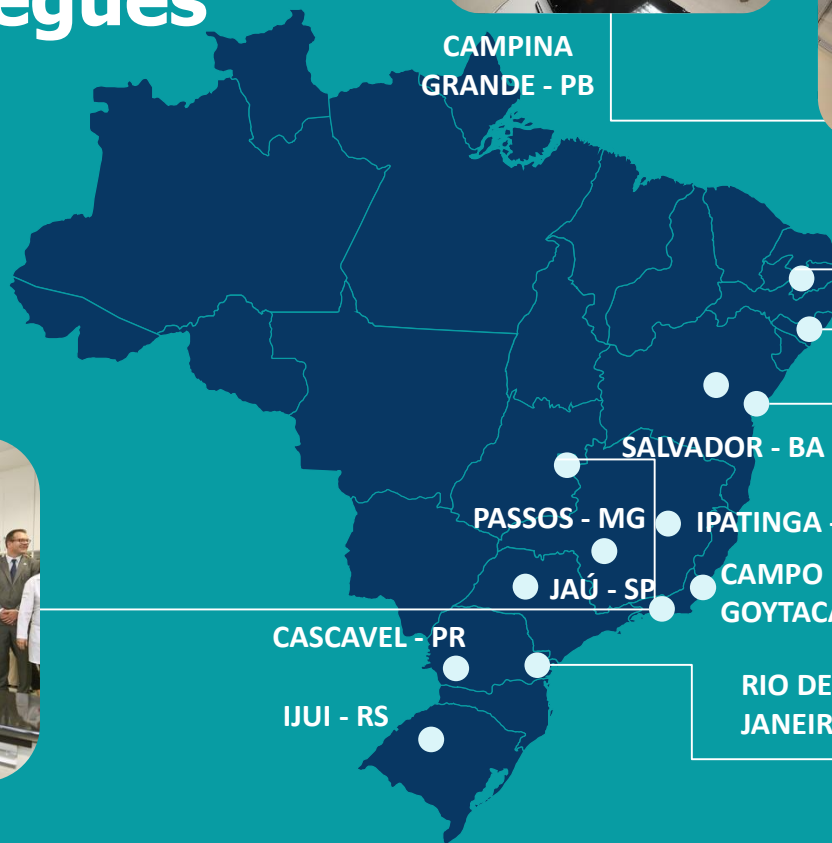 egues
CAMPINA
GRANDE - PB
SALVADOR - BA
PASSOS - MG
IPATINGA -
CAMPO
GOYTACA
JAÚ - SP
CASCAVEL - PR
RIO DE
JANEIR
IJUI - RS